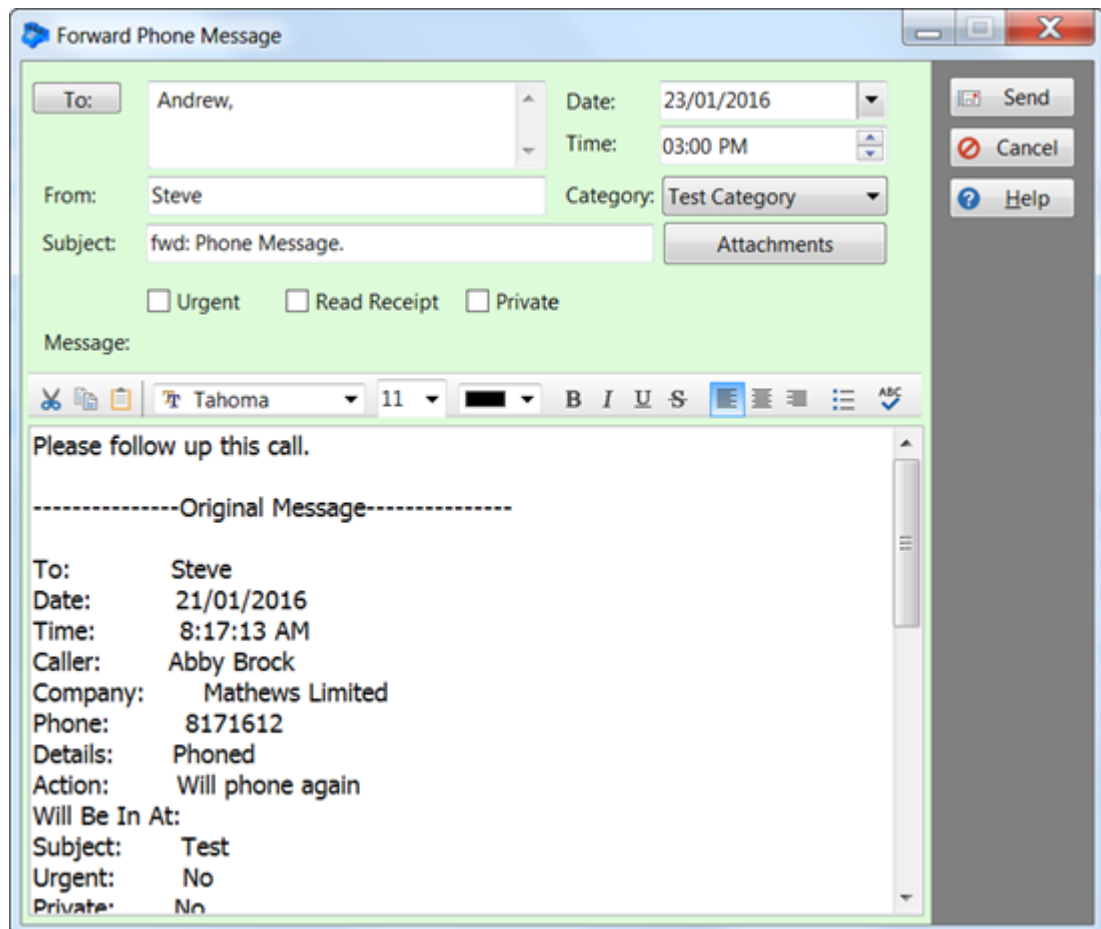 Forward Phone Message
To: Andrew, Date: 23/01/2016 Send
Time: 03:00 PM Cancel
From: Steve Category: Test Category Help
Subject: fwd: Phone Message. Attachments
Urgent Read Receipt Private
Message:
Tahoma 11 B I U S ABC
Please follow up this call.
---------------Original Message---------------
To: Steve
Date: 21/01/2016
Time: 8:17:13 AM
Caller: Abby Brock
Company: Mathews Limited
Phone: 8171612
Details: Phoned
Action: Will phone again
Will Be In At:
Subject: Test
Urgent: No
Private: No